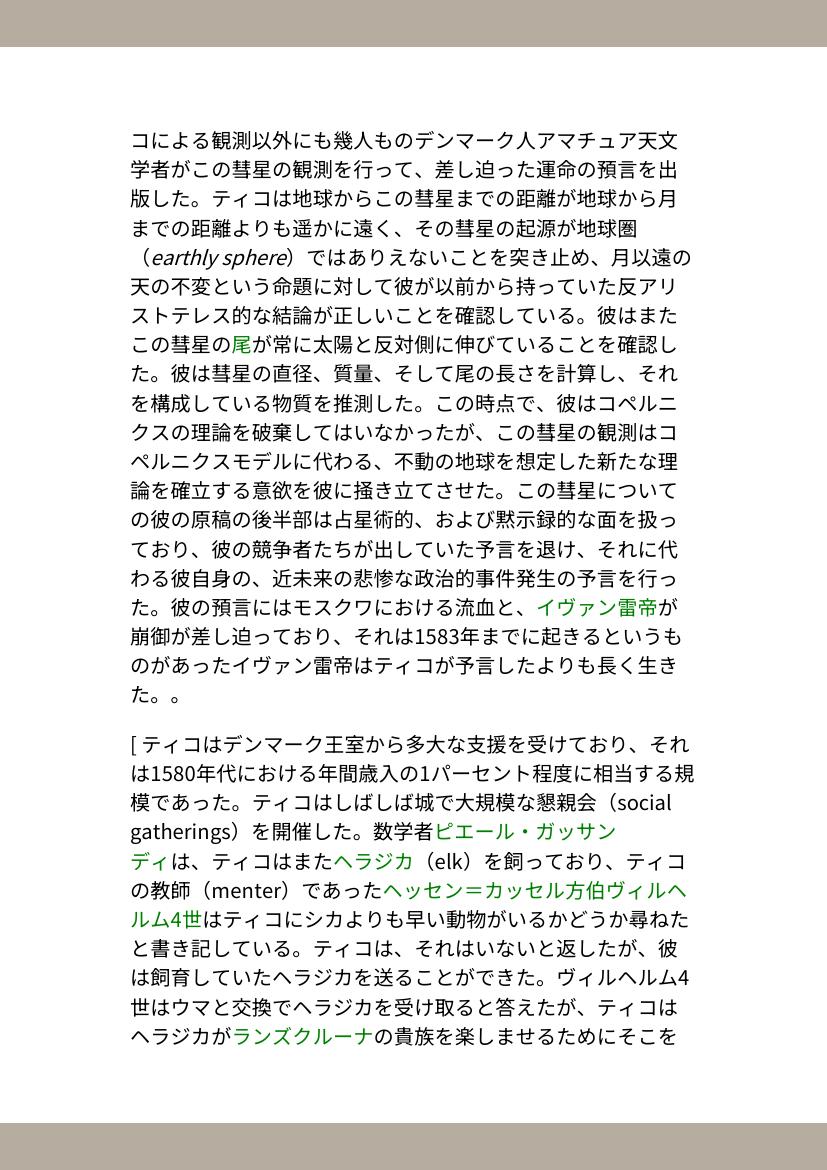 コによる観測以外にも幾人ものデンマーク人アマチュア天文
学者がこの彗星の観測を行って、差し迫った運命の預言を出
版した。ティコは地球からこの彗星までの距離が地球から月
までの距離よりも遥かに遠く、その彗星の起源が地球圏
（earthly sphere）ではありえないことを突き止め、月以遠の
天の不変という命題に対して彼が以前から持っていた反アリ
ストテレス的な結論が正しいことを確認している。彼はまた
この彗星の尾が常に太陽と反対側に伸びていることを確認し
た。彼は彗星の直径、質量、そして尾の長さを計算し、それ
を構成している物質を推測した。この時点で、彼はコペルニ
クスの理論を破棄してはいなかったが、この彗星の観測はコ
ペルニクスモデルに代わる、不動の地球を想定した新たな理
論を確立する意欲を彼に掻き立てさせた。この彗星について
の彼の原稿の後半部は占星術的、および黙示録的な面を扱っ
ており、彼の競争者たちが出していた予言を退け、それに代
わる彼自身の、近未来の悲惨な政治的事件発生の予言を行っ
た。彼の預言にはモスクワにおける流血と、イヴァン雷帝が
崩御が差し迫っており、それは1583年までに起きるというも
のがあったイヴァン雷帝はティコが予言したよりも長く生き
た。。
[ ティコはデンマーク王室から多大な支援を受けており、それ
は1580年代における年間歳入の1パーセント程度に相当する規
模であった。ティコはしばしば城で大規模な懇親会（social
gatherings）を開催した。数学者ピエール・ガッサン
ディは、ティコはまたヘラジカ（elk）を飼っており、ティコ
の教師（menter）であったヘッセン＝カッセル方伯ヴィルヘ
ルム4世はティコにシカよりも早い動物がいるかどうか尋ねた
と書き記している。ティコは、それはいないと返したが、彼
は飼育していたヘラジカを送ることができた。ヴィルヘルム4
世はウマと交換でヘラジカを受け取ると答えたが、ティコは
ヘラジカがランズクルーナの貴族を楽しませるためにそこを